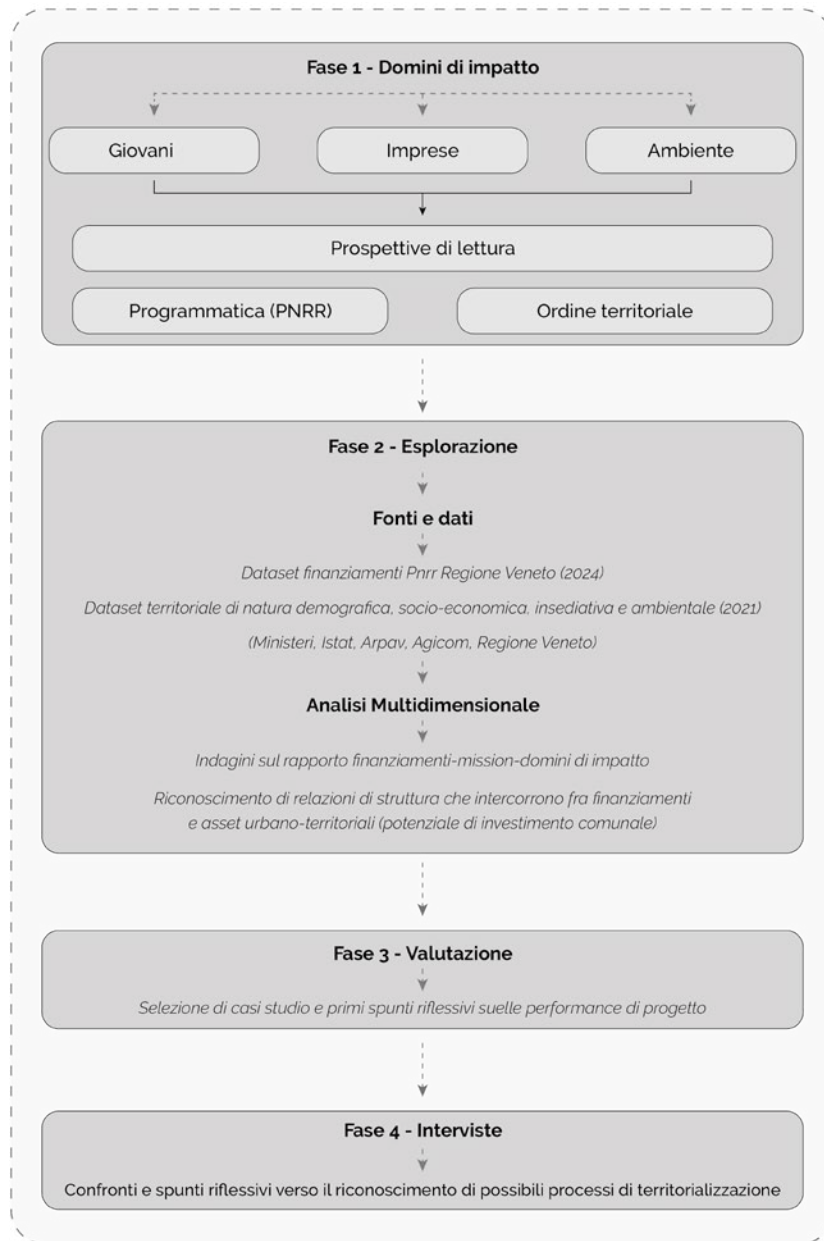 Fase 1 - Domini di impatto
Giovani
Imprese
Ambiente
Prospettive di lettura
Programmatica (PNRR)
Ordine territoriale
Fase 2 - Esplorazione
Fonti e dati
Dataset finanziamenti Pnrr Regione Veneto (2024)
Dataset territoriale di natura demografica, socio-economica, insediativa e ambientale (2021)
(Ministeri, Istat, Arpav, Agicom, Regione Veneto)
Analisi Multidimensionale
Indagini sul rapporto finanziamenti-mission-domini di impatto
Riconoscimento di relazioni di struttura che intercorrono fra finanziamenti
e asset urbano-territoriali (potenziale di investimento comunale)
Fase 3 - Valutazione
Selezione di casi studio e primi spunti riflessivi suelle performance di progetto
Fase 4 - Interviste
Confronti e spunti riflessivi verso il riconoscimento di possibili processi di territorializzazione